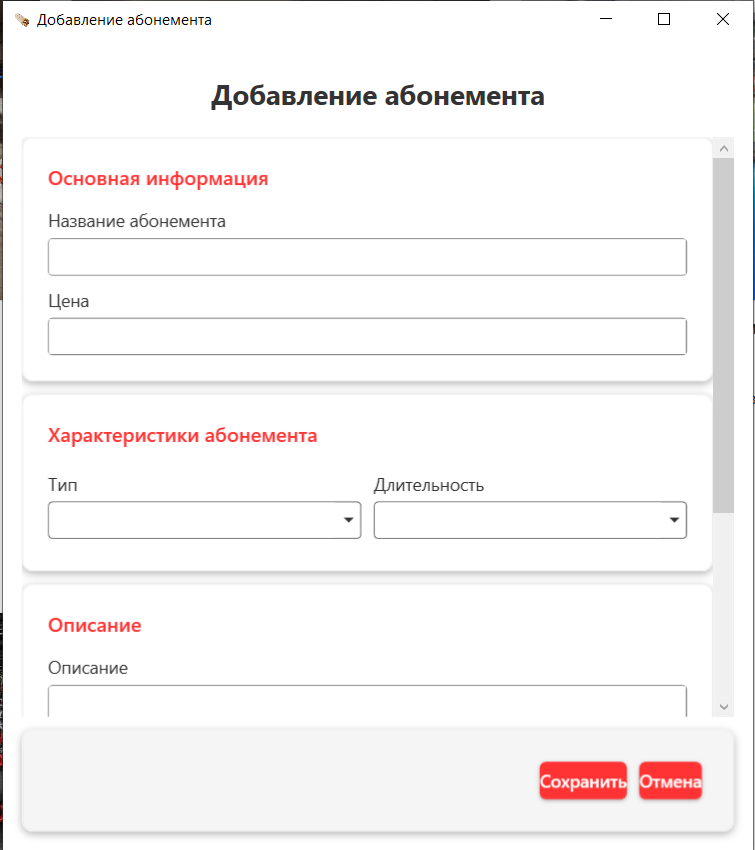 Добавление абонемента
Добавление абонемента
Основная информация
Название абонемента
Цена
Характеристики абонемента
Тип Длительность
Описание
Описание
Сохранить Отмена